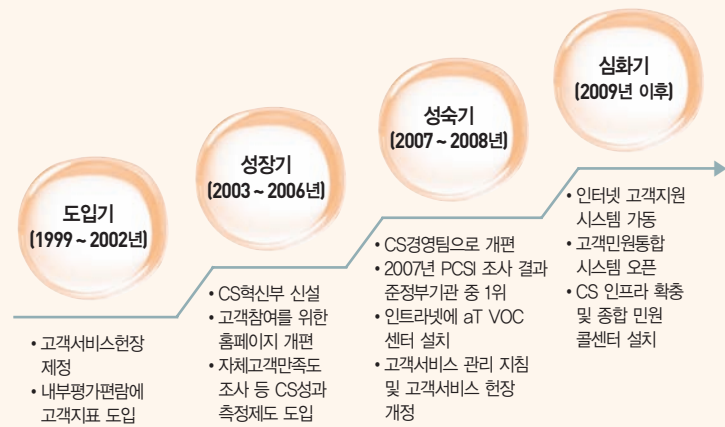 도입기
(1999 ~ 2002년)
• 고객서비스헌장
제정
• 내부평가편람에
고객지표 도입
성장기
(2003 ~ 2006년)
• CS혁신부 신설
• 고객참여를 위한
홈페이지 개편
• 자체고객만족도
조사 등 CS성과
측정제도 도입
성숙기
(2007 ~ 2008년)
• CS경영팀으로 개편
• 2007년 PCSI 조사 결과
준정부기관 중 1위
• 인트라넷에 aT VOC
센터 설치
• 고객서비스 관리 지침
및 고객서비스 헌장
개정
심화기
(2009년 이후)
• 인터넷 고객지원
시스템 가동
• 고객민원통합
시스템 오픈
• CS 인프라 확충
및 종합 민원
콜센터 설치